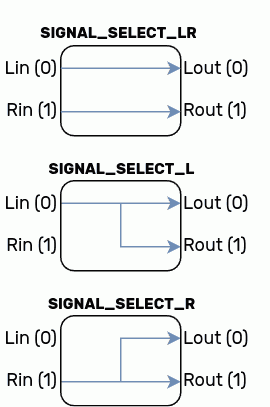 SIGNAL_SELECT_LR
Lin (0) Lout (0)
Rin (1) Rout (1)
SIGNAL_SELECT_L
Lin (0) Lout (0)
Rin (1) Rout (1)
SIGNAL_SELECT_R
Lin (0) Lout (0)
Rin (1) Rout (1)